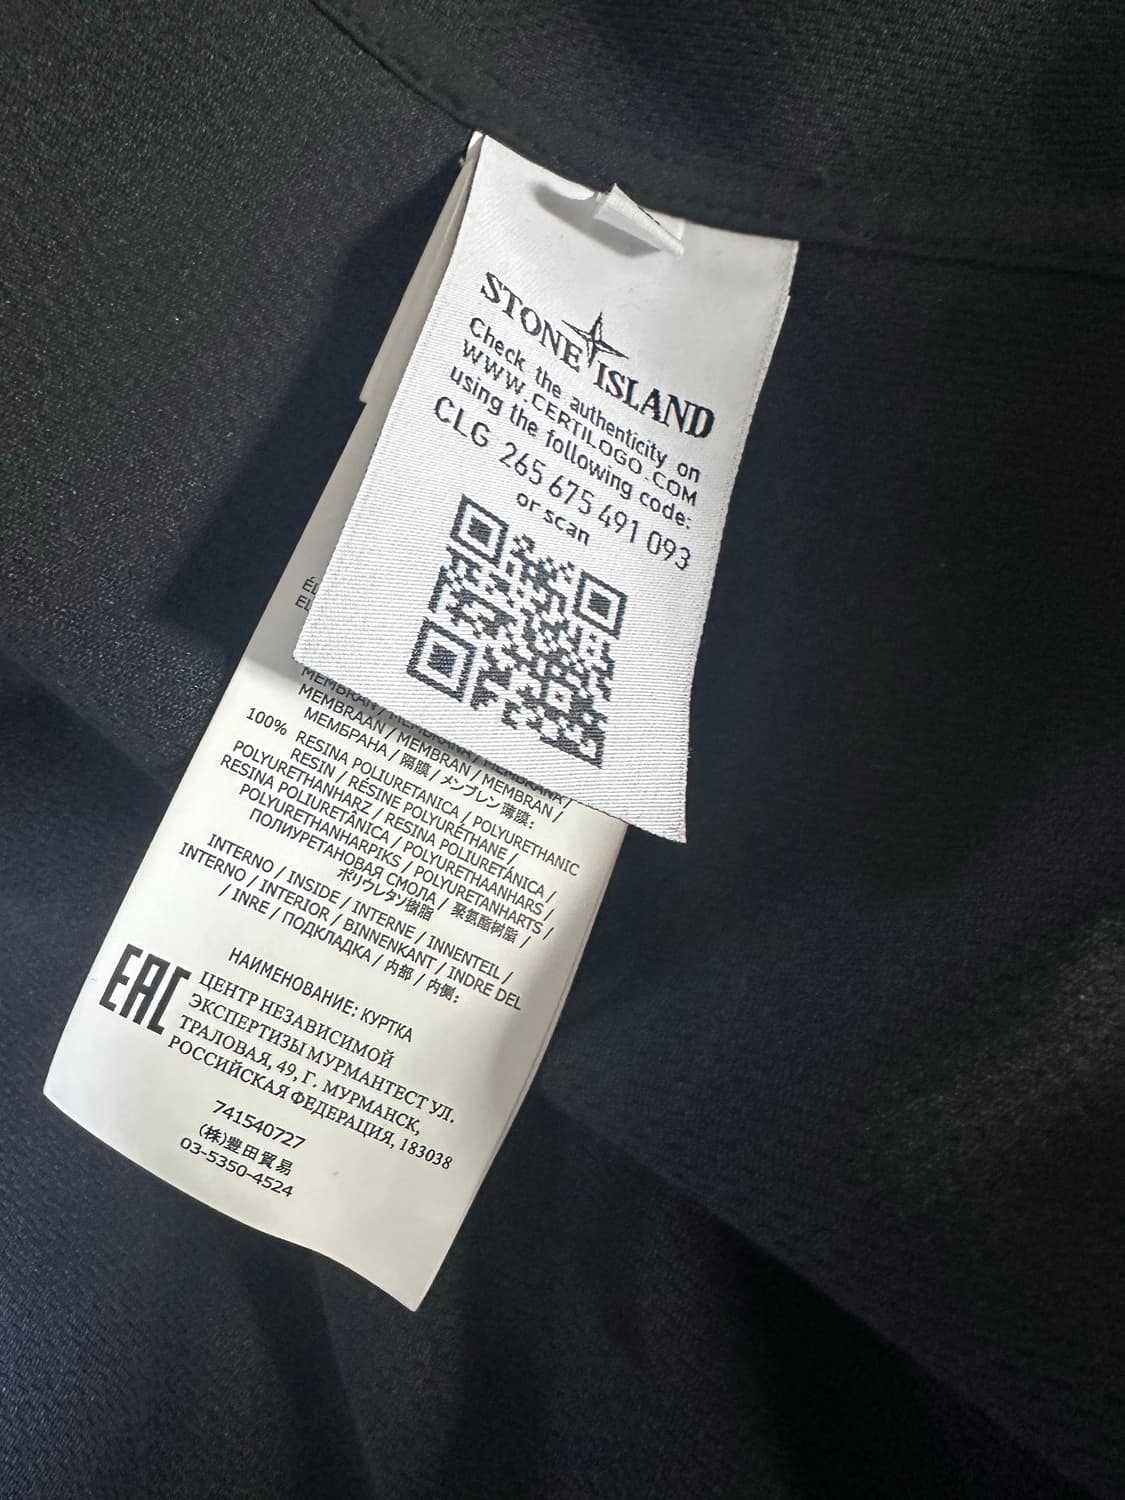 STONE ISLAND
Check the authenticity on
WWW.CERTILOGO.COM
using the following code:
CLG 265 675 491 093
or scan
MEMBRAAN / MEMBRAN / MEMBRAN /
МЕМБРАНА / 隔膜 / メンブレン薄膜:
100% RESINA POLIURETANICA / POLYURETHANIC
RESIN / RÉSINE POLYURÉTHANE /
POLYURETHANHARZ / RESINA POLIURETÁNICA /
RESINA POLIURETÂNICA / POLYURETHAANHARS /
POLYURETHANHARPIKS / POLYURETANHARTS /
ПОЛИУРЕТАНОВАЯ СМОЛА / 聚氨酯树脂 /
ポリウレタン樹脂
INTERNO / INSIDE / INTERNE / INNENTEIL /
INTERNO / INTERIOR / BINNENKANT / INDRE DEL
/ INRE / ПОДКЛАДКА / 内部 / 内側:
НАИМЕНОВАНИЕ: КУРТКА
EAC
ЦЕНТР НЕЗАВИСИМОЙ
ЭКСПЕРТИЗЫ МУРМАНТЕСТ УЛ.
ТРАЛОВАЯ, 49, Г. МУРМАНСК,
РОССИЙСКАЯ ФЕДЕРАЦИЯ, 183038
741540727
(株)豊田貿易
03-5350-4524